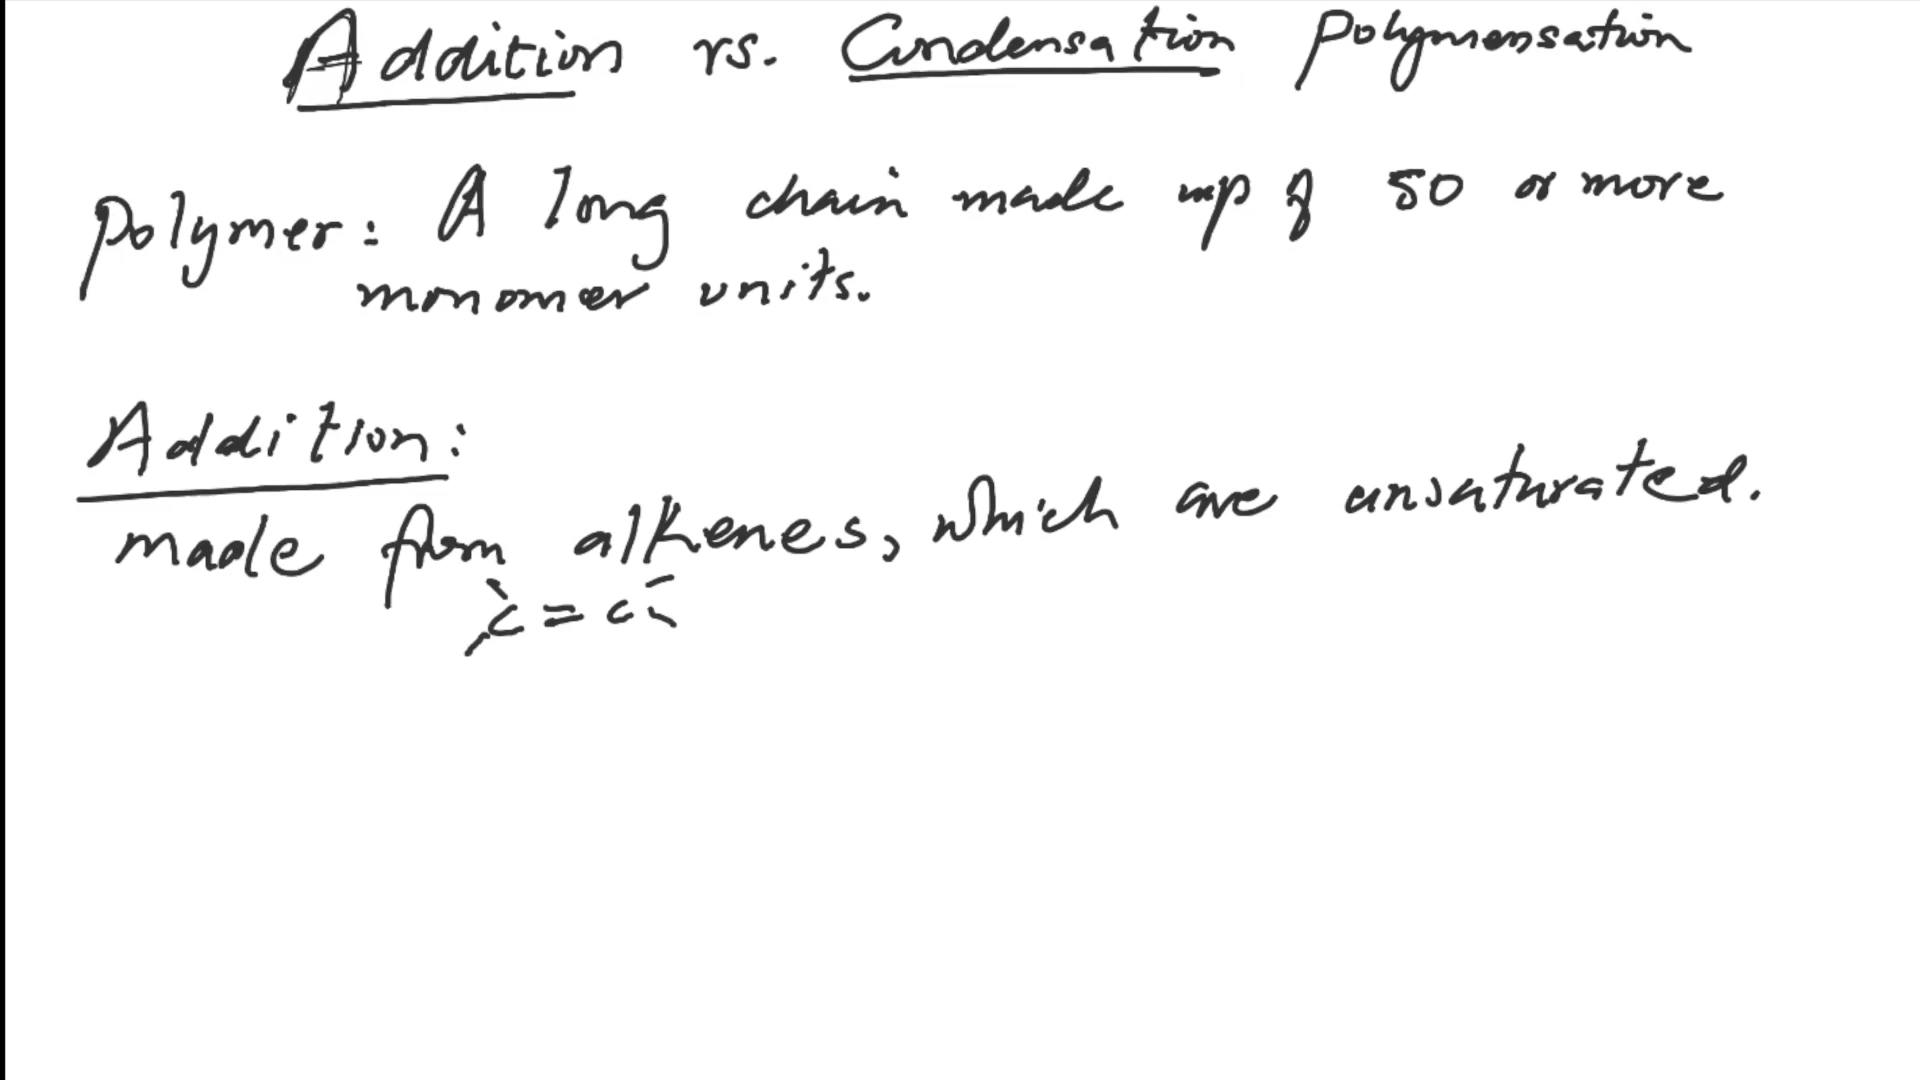 Addition vs. Condensation Polymerisation
Polymer: A long chain made up of 50 or more
monomer units.
Addition:
made from alkenes, which are unsaturated.
C=C